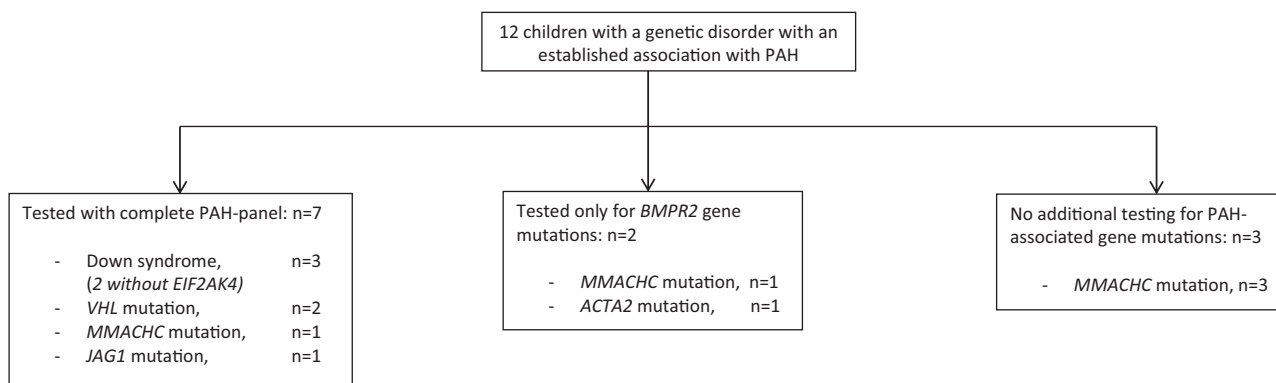 12 children with a genetic disorder with an
established association with PAH
Tested with complete PAH-panel: n=7
- Down syndrome, n=3
(2 without EIF2AK4)
- VHL mutation, n=2
- MMACHC mutation, n=1
- JAG1 mutation, n=1
Tested only for BMPR2 gene
mutations: n=2
- MMACHC mutation, n=1
- ACTA2 mutation, n=1
No additional testing for PAH-
associated gene mutations: n=3
- MMACHC mutation, n=3